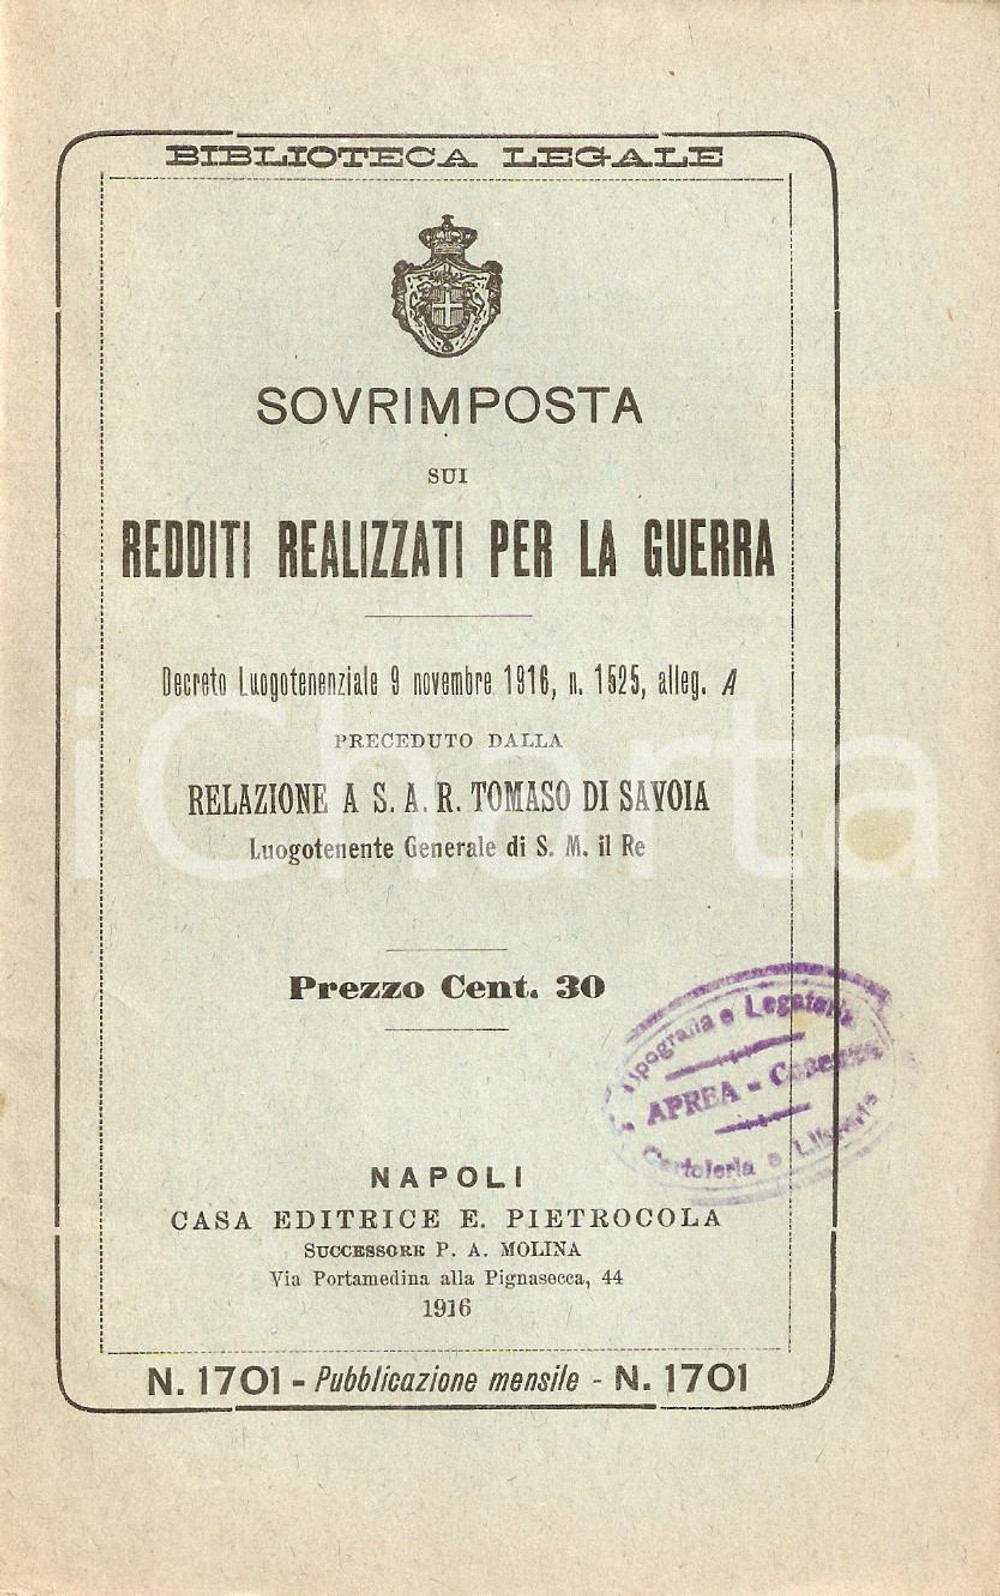 BIBLIOTECA LEGALE
SOVRIMPOSTA
SUI
REDDITI REALIZZATI PER LA GUERRA
Decreto Luogotenenziale 9 novembre 1916, n. 1525, alleg. A
PRECEDUTO DALLA
RELAZIONE A S. A. R. TOMASO DI SAVOIA
Luogotenente Generale di S. M. il Re
iCharta
Prezzo Cent. 30
Tipografia e Legatoria
APREA - Cosenza
Cartoleria e Libreria
NAPOLI
CASA EDITRICE E. PIETROCOLA
SUCCESSORE P. A. MOLINA
Via Portamedina alla Pignasecca, 44
1916
N. 1701 - Pubblicazione mensile - N. 1701